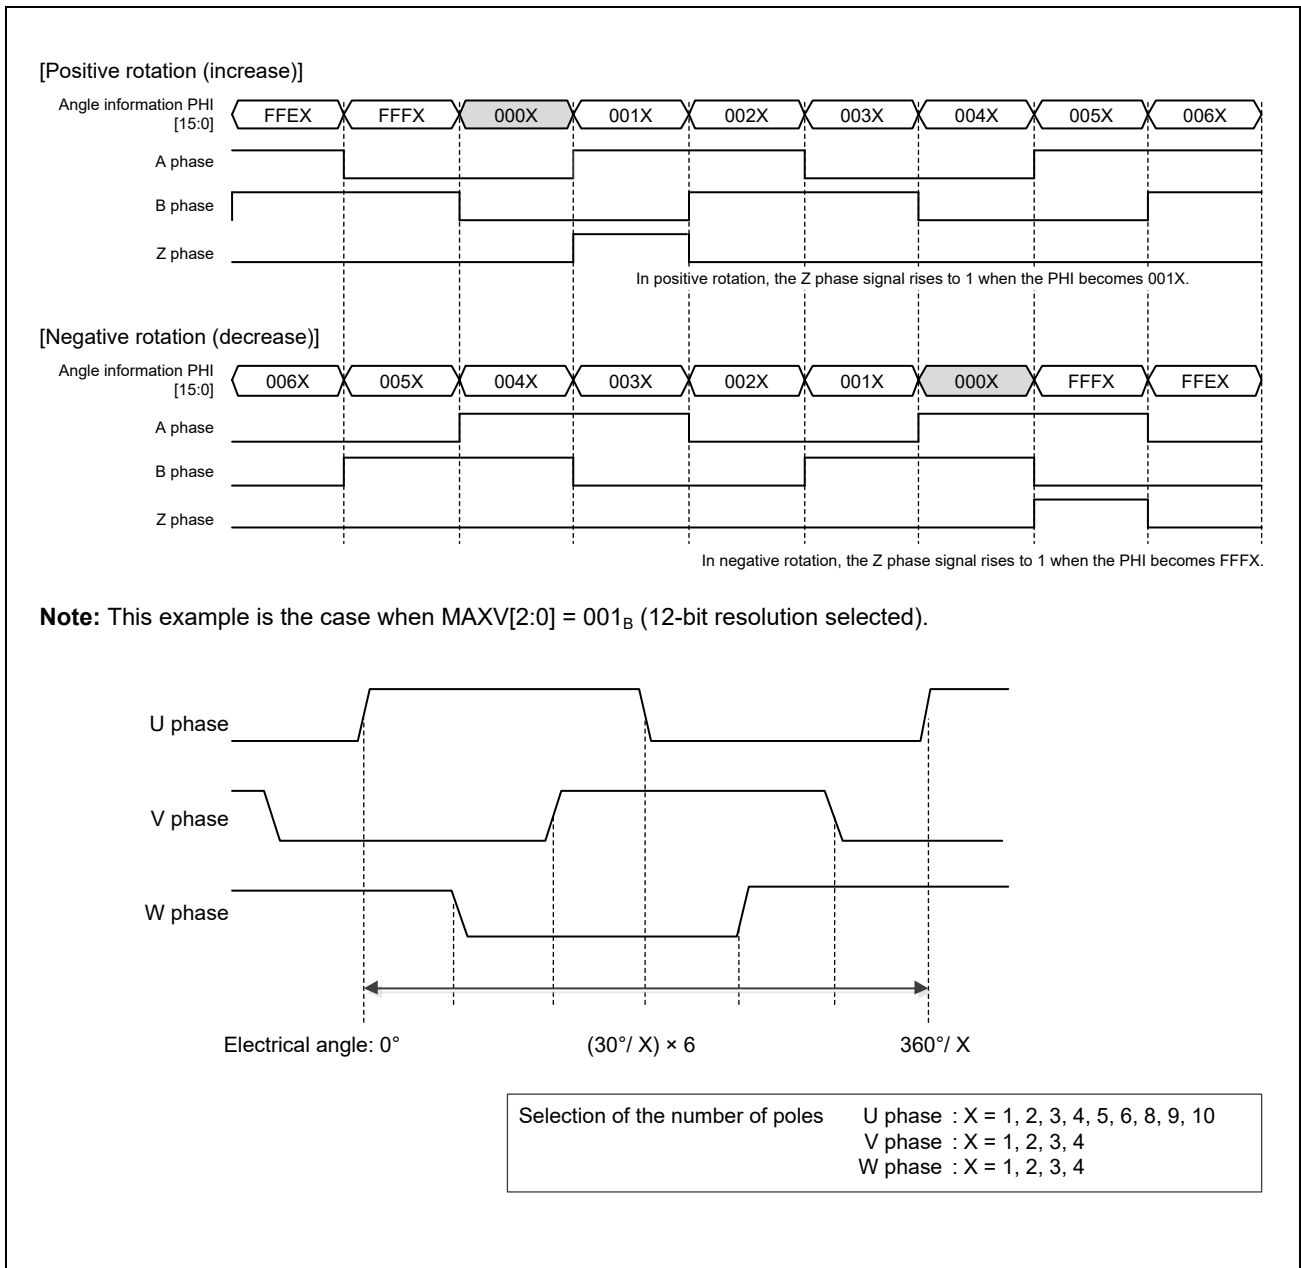 [Positive rotation (increase)]
Angle information PHI
[15:0]
FFEX FFFX 000X 001X 002X 003X 004X 005X 006X
A phase
B phase
Z phase
In positive rotation, the Z phase signal rises to 1 when the PHI becomes 001X.
[Negative rotation (decrease)]
Angle information PHI
[15:0]
006X 005X 004X 003X 002X 001X 000X FFFX FFEX
A phase
B phase
Z phase
In negative rotation, the Z phase signal rises to 1 when the PHI becomes FFFX.
Note: This example is the case when MAXV[2:0] = 001B (12-bit resolution selected).
U phase
V phase
W phase
Electrical angle: 0° (30°/ X) × 6 360°/ X
Selection of the number of poles U phase : X = 1, 2, 3, 4, 5, 6, 8, 9, 10
V phase : X = 1, 2, 3, 4
W phase : X = 1, 2, 3, 4